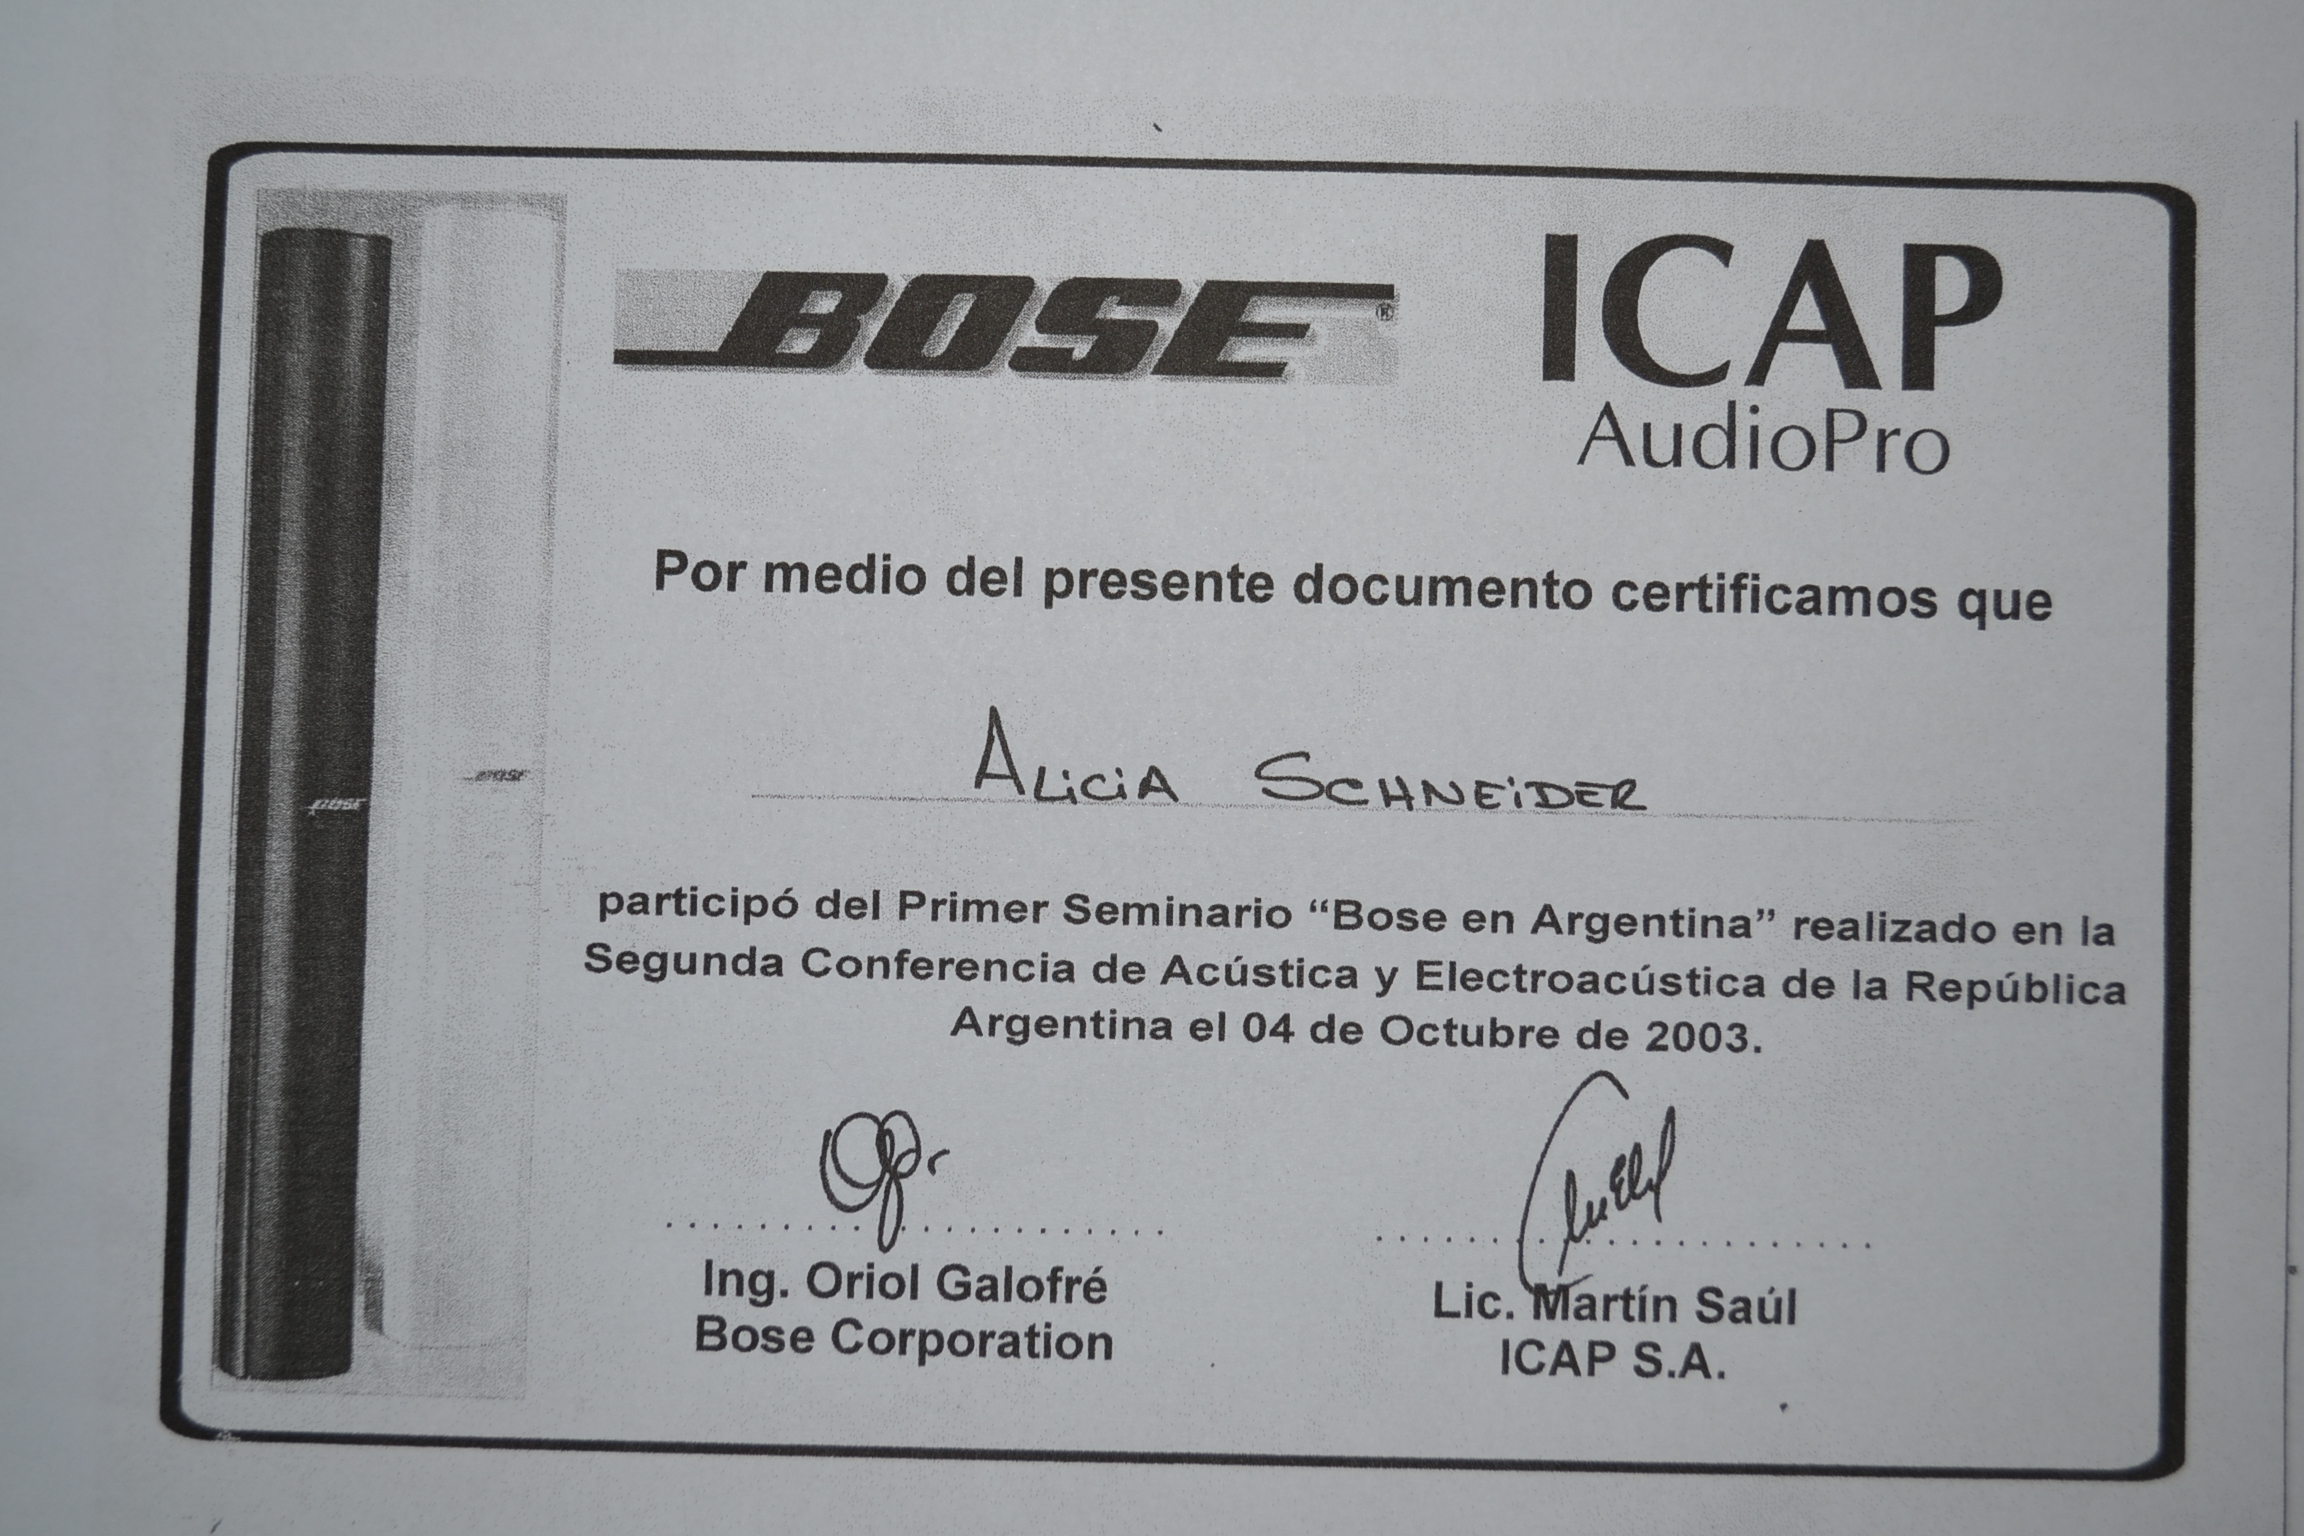 BOSE®
ICAP
AudioPro
Por medio del presente documento certificamos que
ALiCiA SCHNEiDER
participó del Primer Seminario “Bose en Argentina” realizado en la
Segunda Conferencia de Acústica y Electroacústica de la República
Argentina el 04 de Octubre de 2003.
Ing. Oriol Galofré
Bose Corporation
Lic. Martín Saúl
ICAP S.A.
BOSE
BOSE